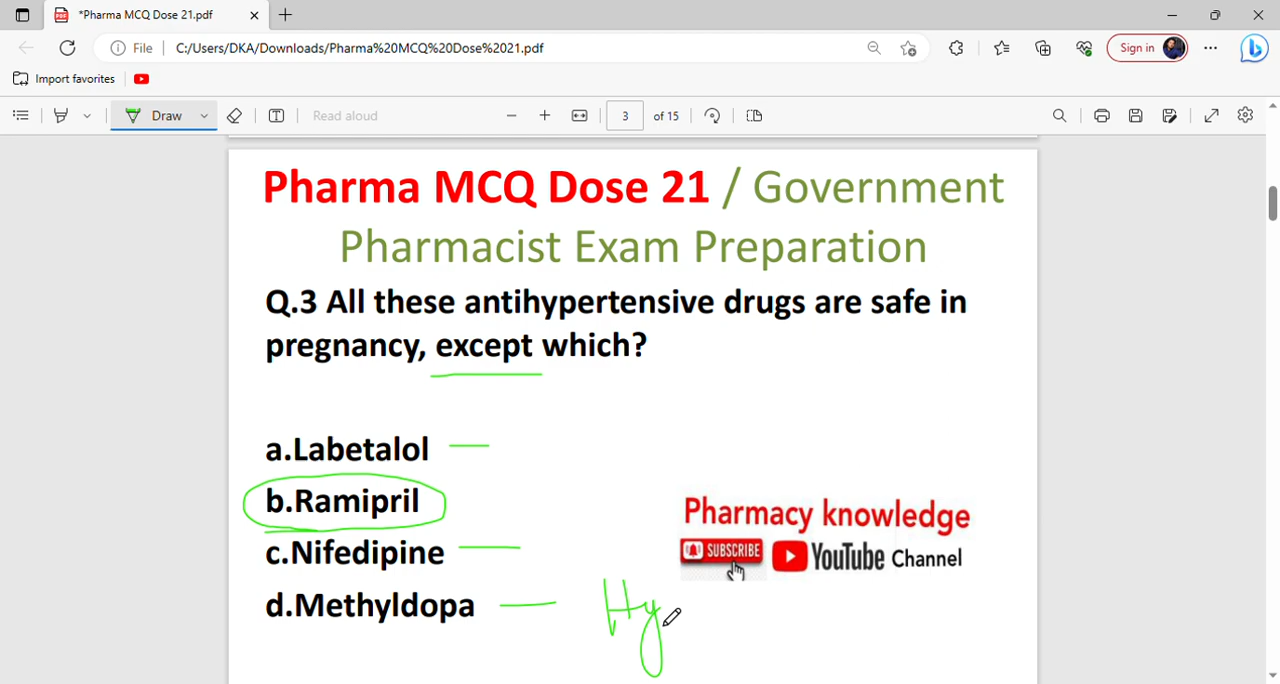 *Pharma MCQ Dose 21.pdf
File C:/Users/DKA/Downloads/Pharma%20MCQ%20Dose%2021.pdf
Sign in
Import favorites
Draw
Read aloud
3 of 15
Pharma MCQ Dose 21 / Government
Pharmacist Exam Preparation
Q.3 All these antihypertensive drugs are safe in
pregnancy, except which?
a.Labetalol
b.Ramipril
c.Nifedipine
d.Methyldopa
Pharmacy knowledge
SUBSCRIBE YouTube Channel
Hy